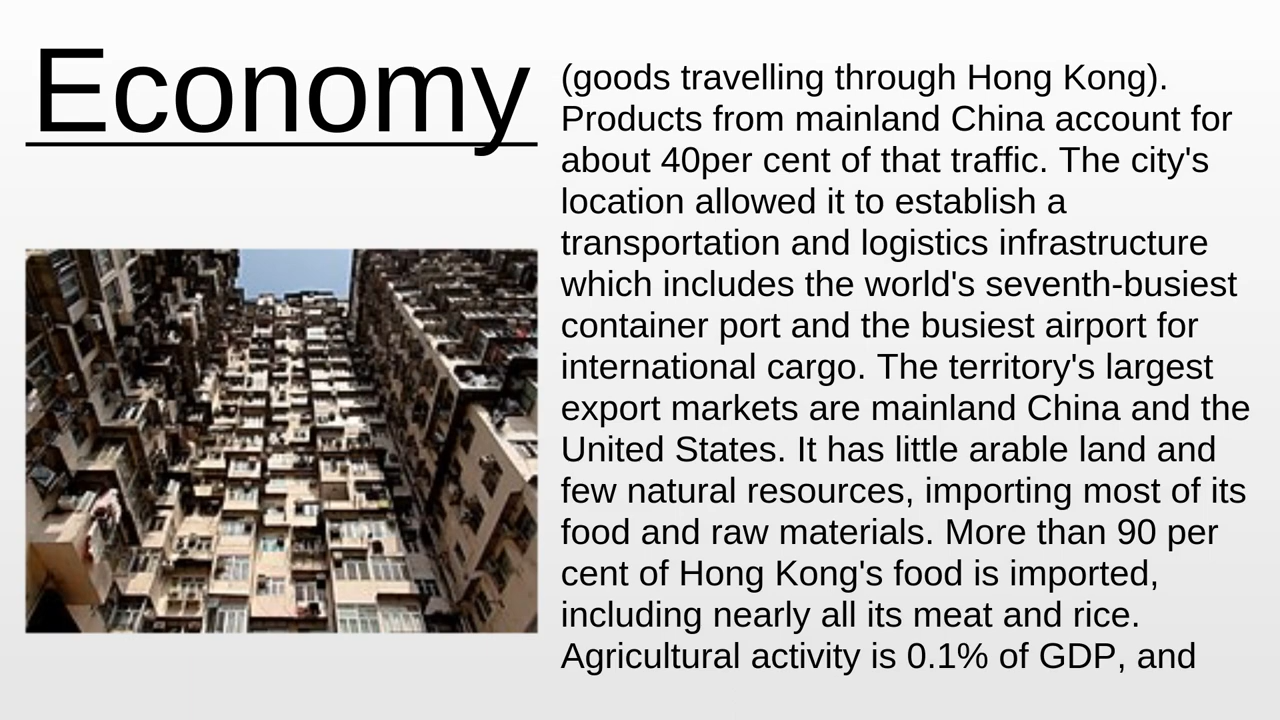 Economy
(goods travelling through Hong Kong).
Products from mainland China account for
about 40per cent of that traffic. The city's
location allowed it to establish a
transportation and logistics infrastructure
which includes the world's seventh-busiest
container port and the busiest airport for
international cargo. The territory's largest
export markets are mainland China and the
United States. It has little arable land and
few natural resources, importing most of its
food and raw materials. More than 90 per
cent of Hong Kong's food is imported,
including nearly all its meat and rice.
Agricultural activity is 0.1% of GDP, and